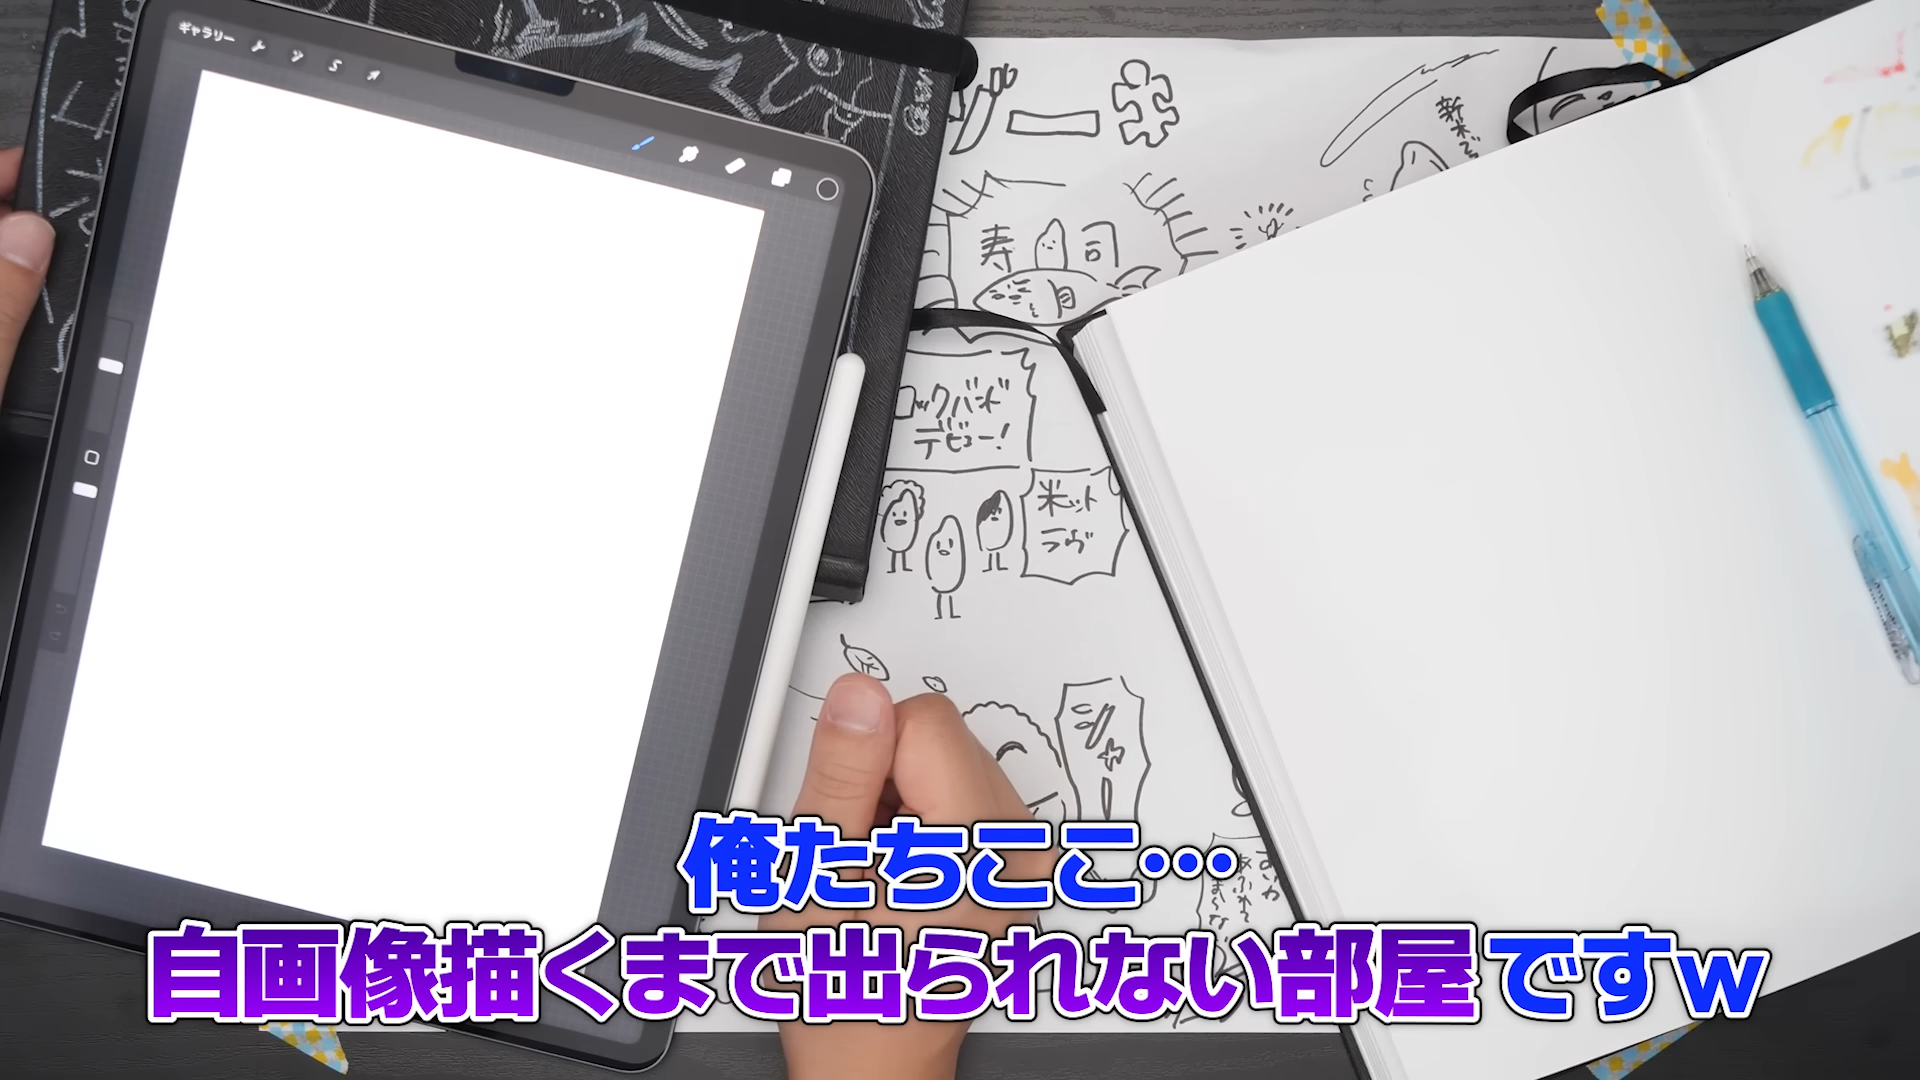 ギャラリー
寿司
新米
ロックバンド
デビュー!
米ット
ラヴ
俺たちここ…
自画像描くまで出られない部屋ですw